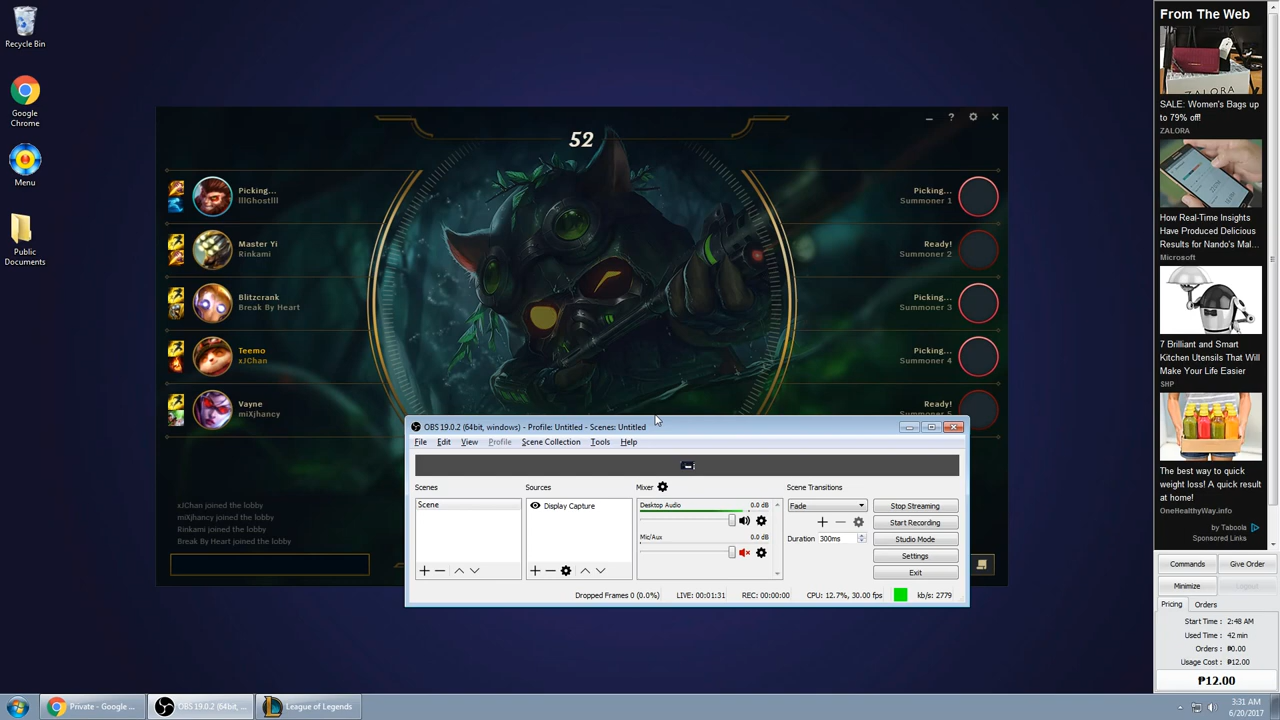 Recycle Bin
Google
Chrome
Menu
Public
Documents
52
Picking...
lllGhostlll
Master Yi
Rinkami
Blitzcrank
Break By Heart
Teemo
xJChan
Vayne
miXjhancy
Picking...
Summoner 1
Ready!
Summoner 2
Picking...
Summoner 3
Picking...
Summoner 4
Ready!
Summoner 5
xJChan joined the lobby
miXjhancy joined the lobby
Rinkami joined the lobby
Break By Heart joined the lobby
OBS 19.0.2 (64bit, windows) - Profile: Untitled - Scenes: Untitled
File Edit View Profile Scene Collection Tools Help
Scenes
Scene
Sources
Display Capture
Mixer
Desktop Audio 0.0 dB
Mic/Aux 0.0 dB
Scene Transitions
Fade
Duration 300ms
Stop Streaming
Start Recording
Studio Mode
Settings
Exit
Dropped Frames 0 (0.0%) LIVE: 00:01:31 REC: 00:00:00 CPU: 12.7%, 30.00 fps kb/s: 2779
From The Web
ZALORA
SALE: Women's Bags up
to 79% off!
ZALORA
How Real-Time Insights
Have Produced Delicious
Results for Nando's Mal...
Microsoft
7 Brilliant and Smart
Kitchen Utensils That Will
Make Your Life Easier
SHP
The best way to quick
weight loss! A quick result
at home!
OneHealthyWay.info
by Taboola
Sponsored Links
Commands Give Order
Minimize Logout
Pricing Orders
Start Time : 2:48 AM
Used Time : 42 min
Orders : ₱0.00
Usage Cost : ₱12.00
₱12.00
Private - Google ...
OBS 19.0.2 (64bit, ...
League of Legends
3:31 AM
6/20/2017